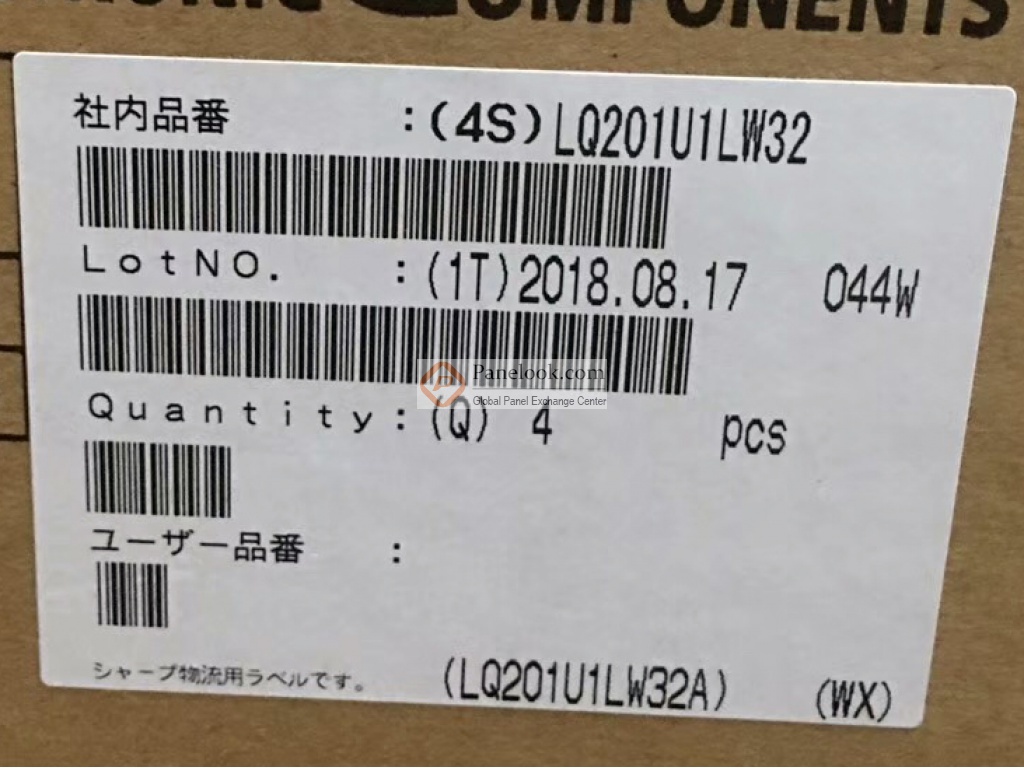 COMPONENTS
社内品番 :(4S)LQ201U1LW32
LotNO. :(1T)2018.08.17 044W
Panelook.com
Global Panel Exchange Center
Quantity:(Q) 4 pcs
ユーザー品番 :
シャープ物流用ラベルです。 (LQ201U1LW32A) (WX)